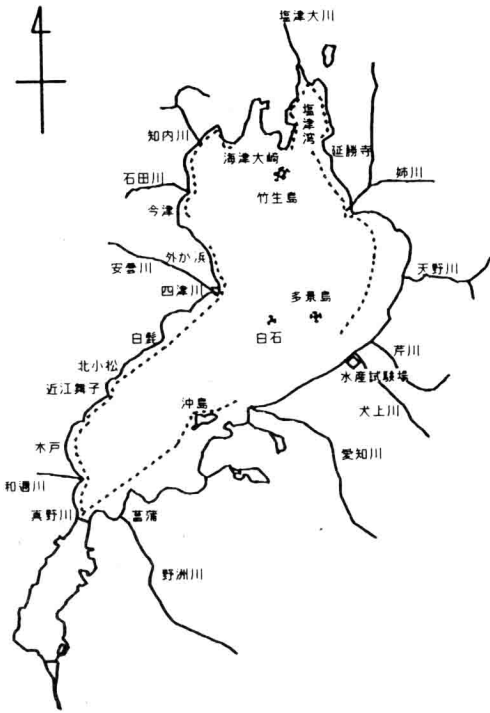 塩津大川
塩津湾
知内川
海津大崎
延勝寺
石田川
竹生島
姉川
今津
外か浜
安曇川
四津川
天野川
多景島
白髭
白石
芹川
北小松
水産試験場
近江舞子
沖島
犬上川
木戸
愛知川
和邇川
真野川
菖蒲
野洲川